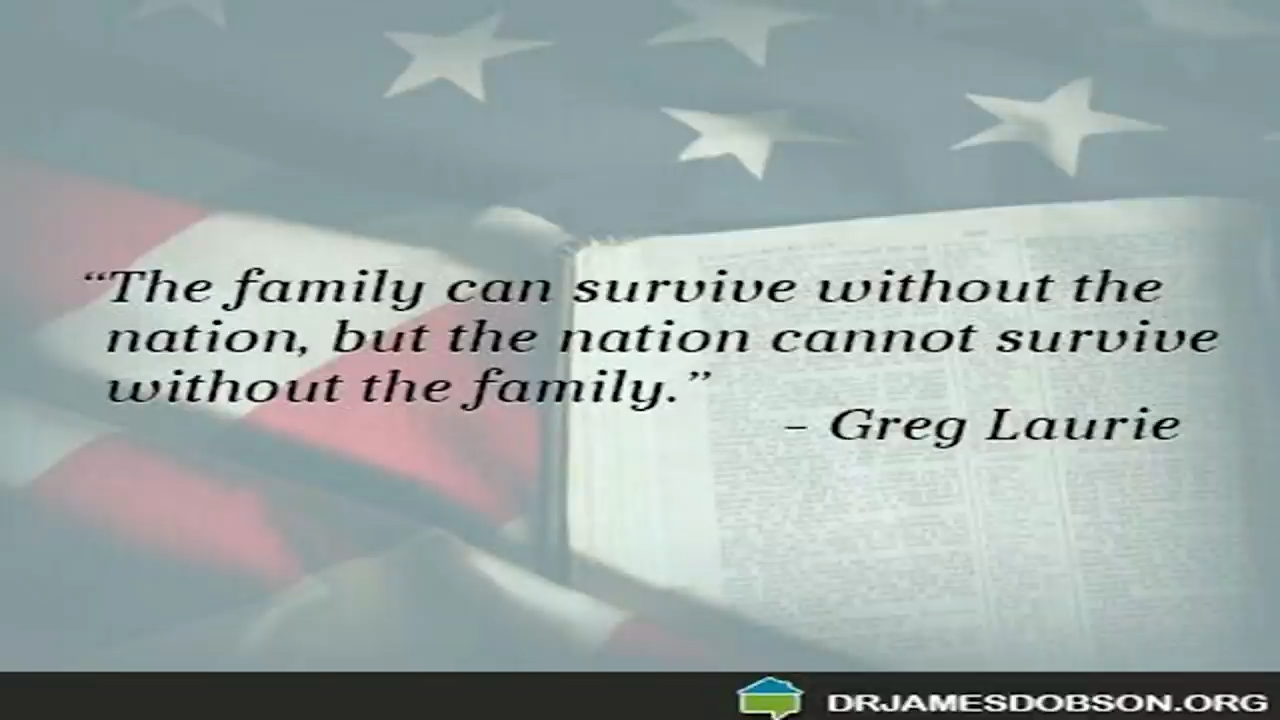 “The family can survive without the
nation, but the nation cannot survive
without the family.”
- Greg Laurie
DRJAMESDOBSON.ORG